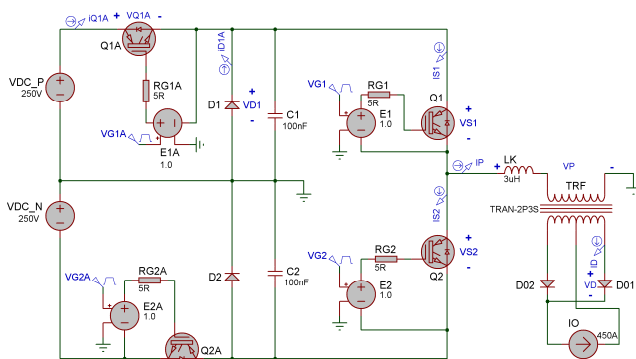 iQ1A + VQ1A -
Q1A
VDC_P
250V
RG1A
5R
VG1A
E1A
1.0
iD1A
D1
+
VD1
-
C1
100nF
VG1
RG1
5R
E1
1.0
Q1
IS1
+
VS1
-
IP
+
LK
3uH
VP
-
TRF
TRAN-2P3S
VDC_N
250V
IS2
D2
C2
100nF
VG2
RG2
5R
E2
1.0
Q2
+
VS2
-
VG2A
RG2A
5R
E2A
1.0
Q2A
D02
ID
+
VD
-
D01
IO
450A